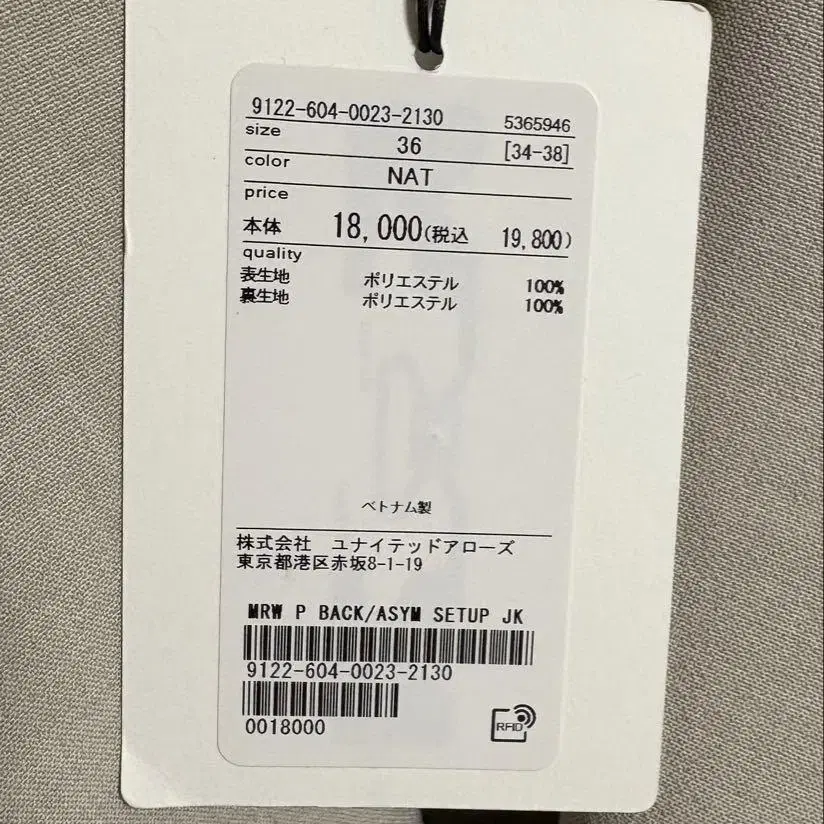 9122-604-0023-2130 5365946
size 36 [34-38]
color NAT
price
本体 18,000(税込 19,800)
quality
表生地 ポリエステル 100%
裏生地 ポリエステル 100%
ベトナム製
株式会社 ユナイテッドアローズ
東京都港区赤坂8-1-19
MRW P BACK/ASYM SETUP JK
9122-604-0023-2130
0018000
RFID